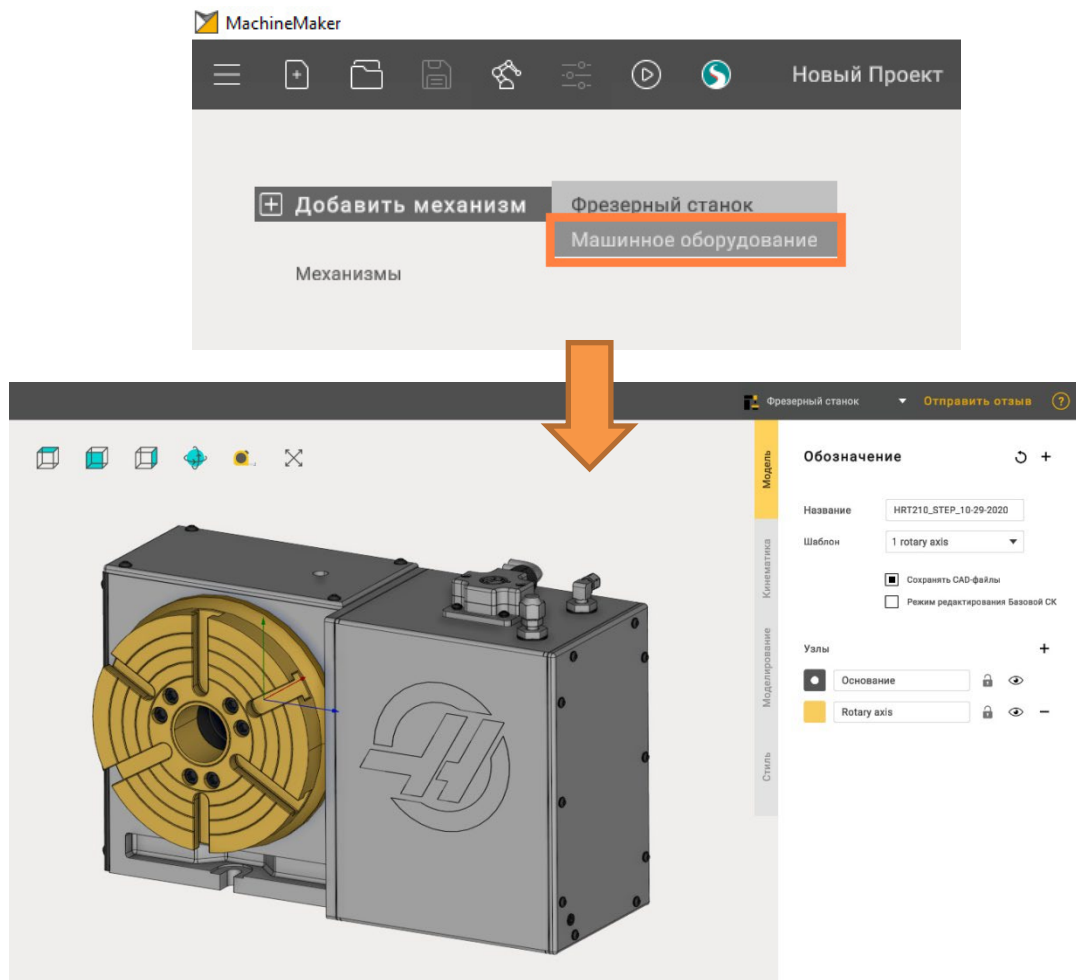 MachineMaker
Новый Проект
Добавить механизм
Фрезерный станок
Машинное оборудование
Механизмы
Фрезерный станок
Отправить отзыв
?
Модель
Кинематика
Моделирование
Стиль
Обозначение
Название
HRT210_STEP_10-29-2020
Шаблон
1 rotary axis
Сохранять CAD-файлы
Режим редактирования Базовой СК
Узлы
Основание
Rotary axis